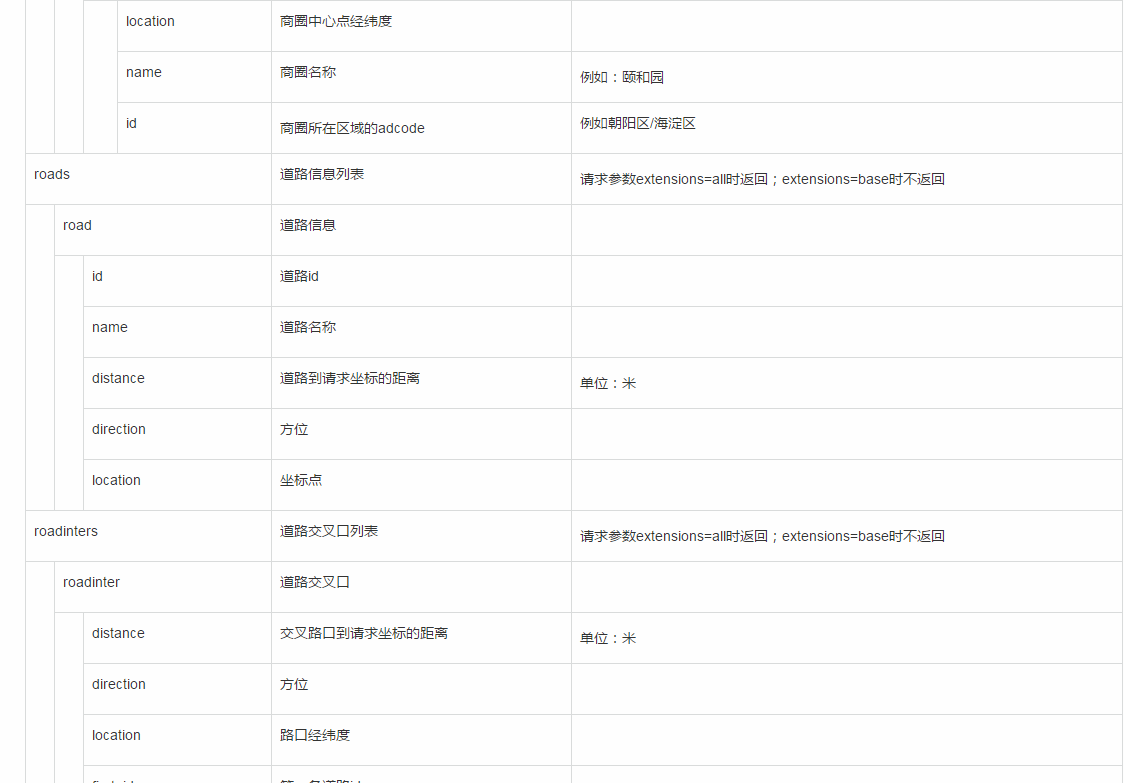 location 商圈中心点经纬度
name 商圈名称 例如：颐和园
id 商圈所在区域的adcode 例如朝阳区/海淀区
roads 道路信息列表 请求参数extensions=all时返回；extensions=base时不返回
road 道路信息
id 道路id
name 道路名称
distance 道路到请求坐标的距离 单位：米
direction 方位
location 坐标点
roadinters 道路交叉口列表 请求参数extensions=all时返回；extensions=base时不返回
roadinter 道路交叉口
distance 交叉路口到请求坐标的距离 单位：米
direction 方位
location 路口经纬度